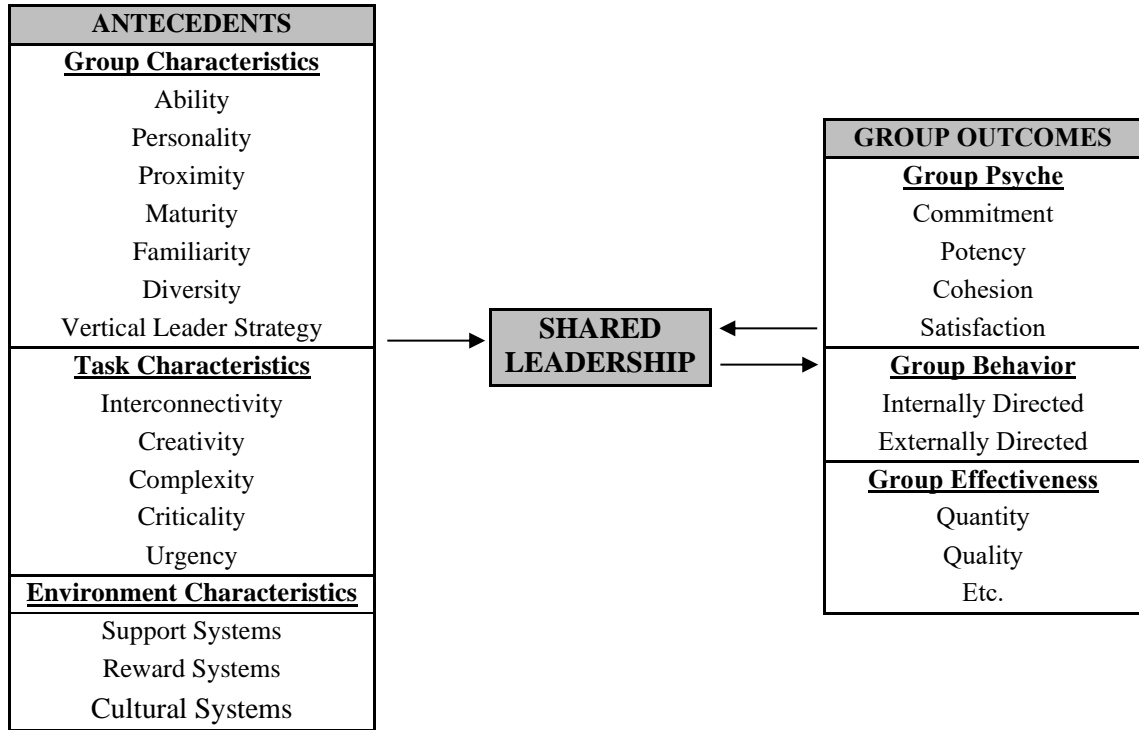 ANTECEDENTS
Group Characteristics
Ability
Personality
Proximity
Maturity
Familiarity
Diversity
Vertical Leader Strategy
Task Characteristics
Interconnectivity
Creativity
Complexity
Criticality
Urgency
Environment Characteristics
Support Systems
Reward Systems
Cultural Systems
SHARED
LEADERSHIP
GROUP OUTCOMES
Group Psyche
Commitment
Potency
Cohesion
Satisfaction
Group Behavior
Internally Directed
Externally Directed
Group Effectiveness
Quantity
Quality
Etc.